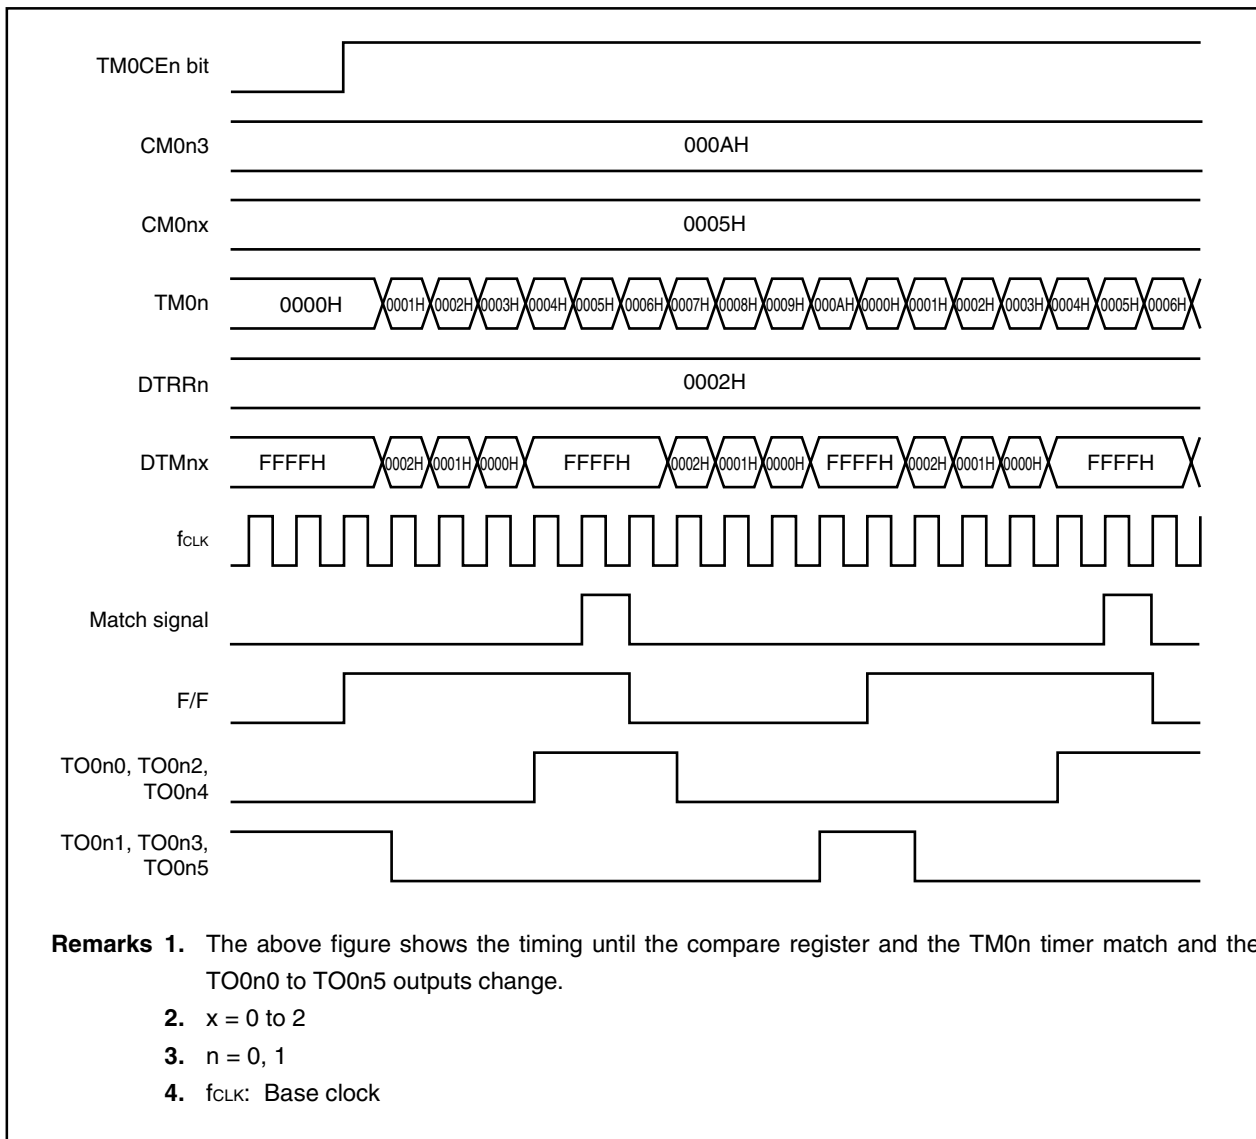 TM0CEn bit
CM0n3 000AH
CM0nx 0005H
TM0n 0000H 0001H 0002H 0003H 0004H 0005H 0006H 0007H 0008H 0009H 000AH 0000H 0001H 0002H 0003H 0004H 0005H 0006H
DTRRn 0002H
DTMnx FFFFH 0002H 0001H 0000H FFFFH 0002H 0001H 0000H FFFFH 0002H 0001H 0000H FFFFH
fCLK
Match signal
F/F
TO0n0, TO0n2,
TO0n4
TO0n1, TO0n3,
TO0n5
Remarks 1. The above figure shows the timing until the compare register and the TM0n timer match and the
TO0n0 to TO0n5 outputs change.
2. x = 0 to 2
3. n = 0, 1
4. fCLK: Base clock